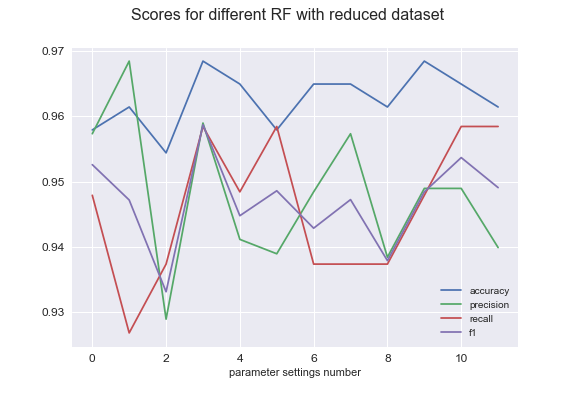 Scores for different RF with reduced dataset
0.97
0.96
0.95
0.94
0.93
accuracy
precision
recall
f1
0 2 4 6 8 10
parameter settings number